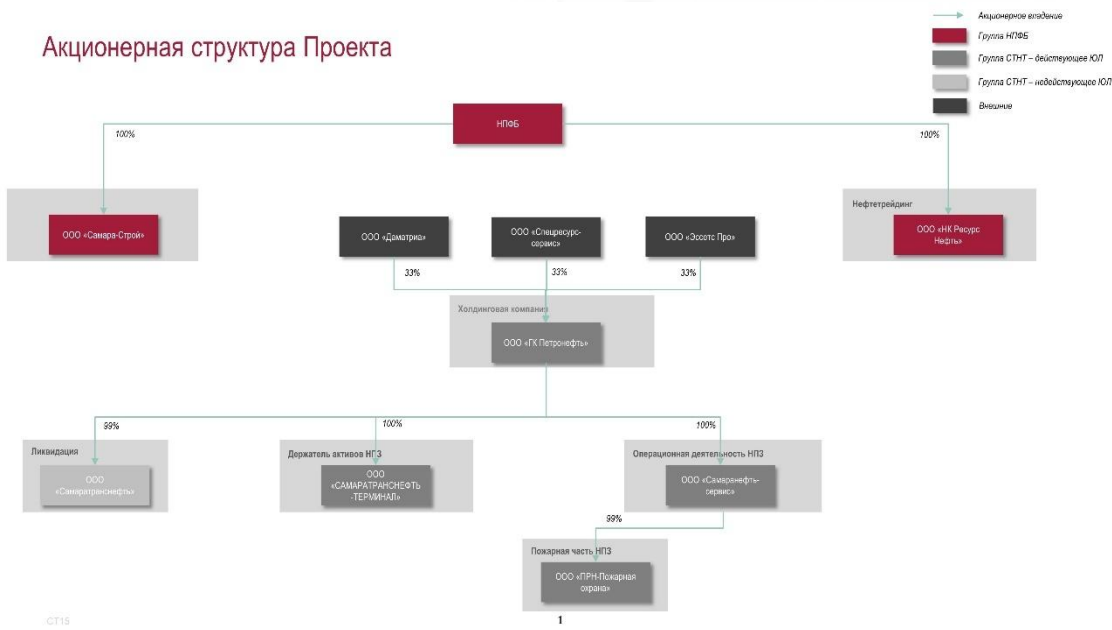 Акционерное владение
Группа НПФБ
Группа СТНТ – действующее ЮЛ
Группа СТНТ – недействующее ЮЛ
Внешние
Акционерная структура Проекта
НПФБ
100%
100%
ООО «Самара-Строй»
ООО «Даматриа»
ООО «Спецресурс-
сервис»
ООО «Эссетс Про»
Нефтетрейдинг
ООО «НК Ресурс
Нефть»
33%
33%
33%
Холдинговая компания
ООО «ГК Петронефть»
99%
100%
100%
Ликвидация
ООО
«Самаратранснефть»
Держатель активов НПЗ
ООО
«САМАРАТРАНСНЕФТЬ
-ТЕРМИНАЛ»
Операционная деятельность НПЗ
ООО «Самаранефть-
сервис»
99%
Пожарная часть НПЗ
ООО «ПРН-Пожарная
охрана»
СТ15
1